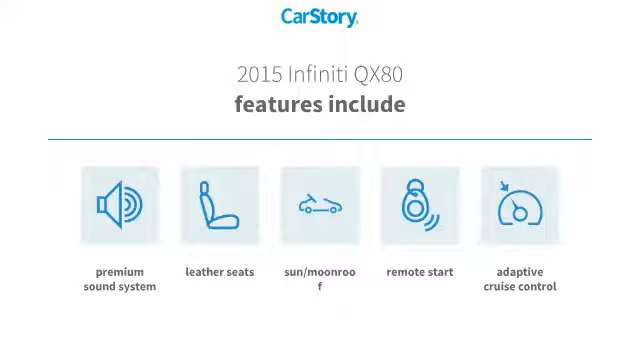 CarStory.
2015 Infiniti QX80
features include
premium
sound system
leather seats
sun/moonroo
f
remote start
adaptive
cruise control